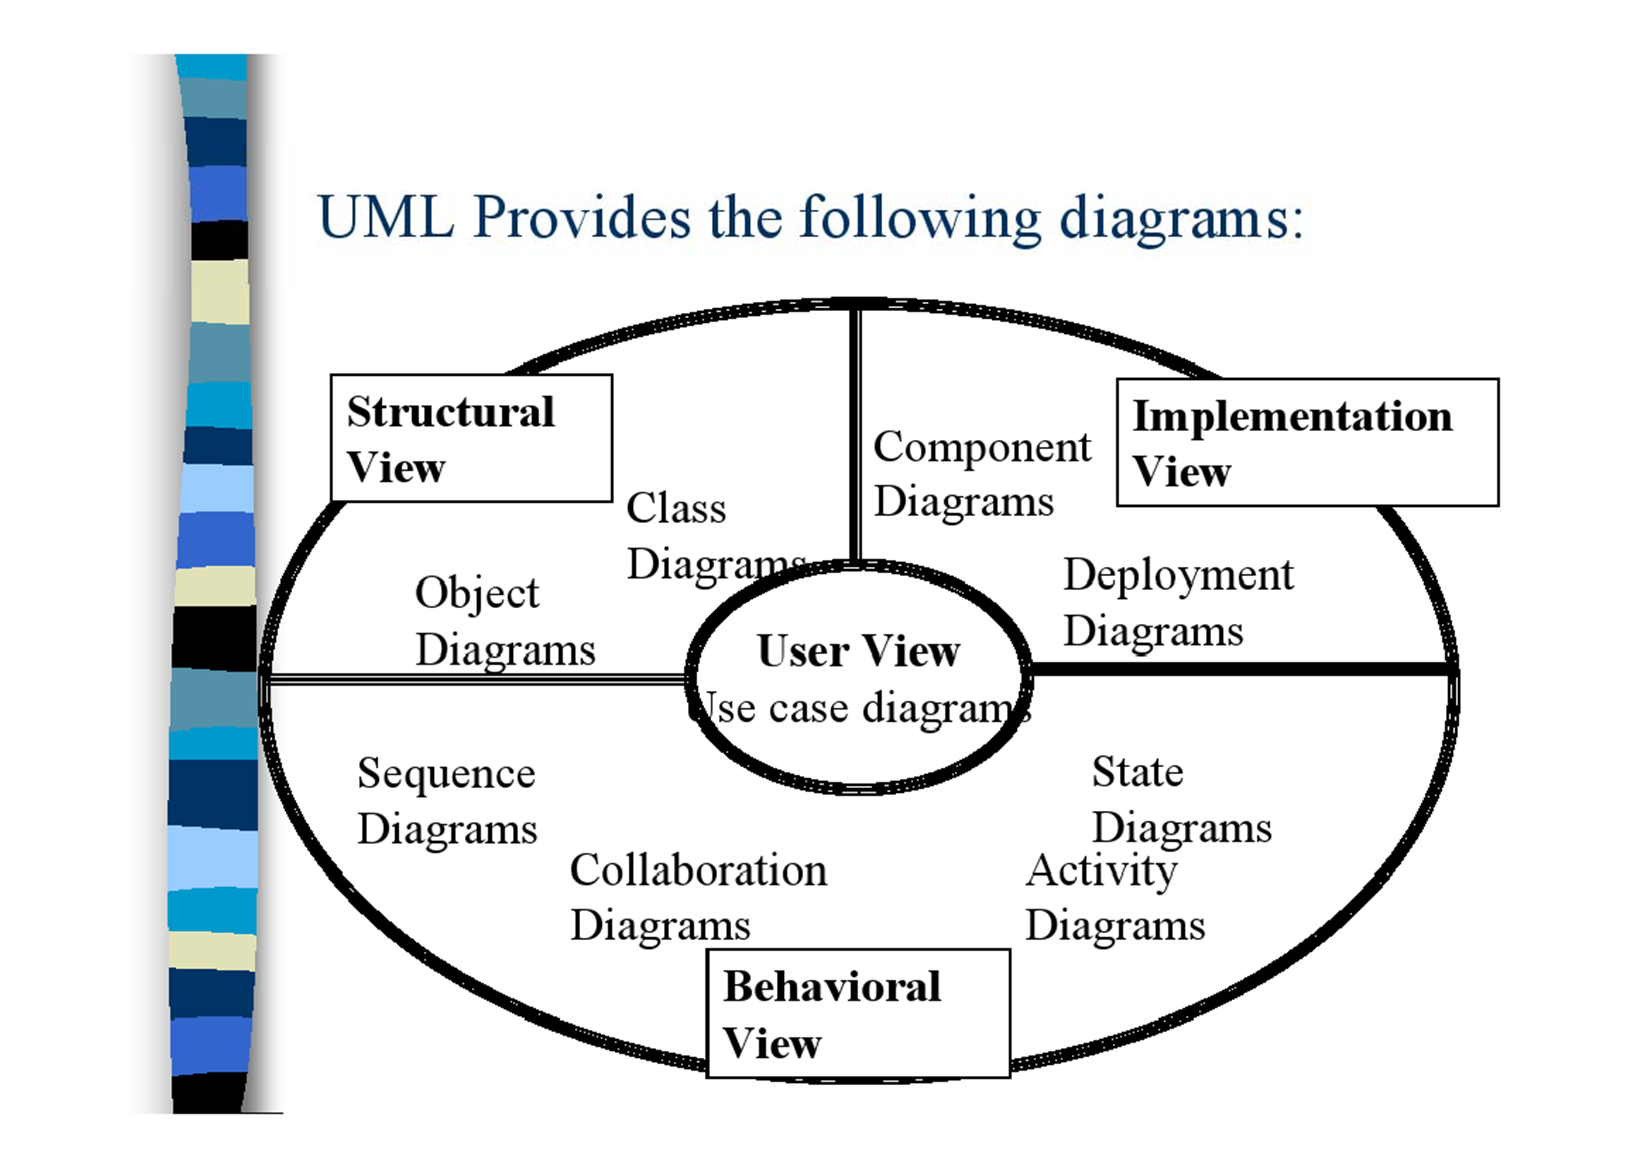 UML Provides the following diagrams:
Structural
View
Implementation
View
Component
Diagrams
Class
Diagrams
Deployment
Diagrams
Object
Diagrams
User View
Use case diagrams
Sequence
Diagrams
State
Diagrams
Collaboration
Diagrams
Activity
Diagrams
Behavioral
View